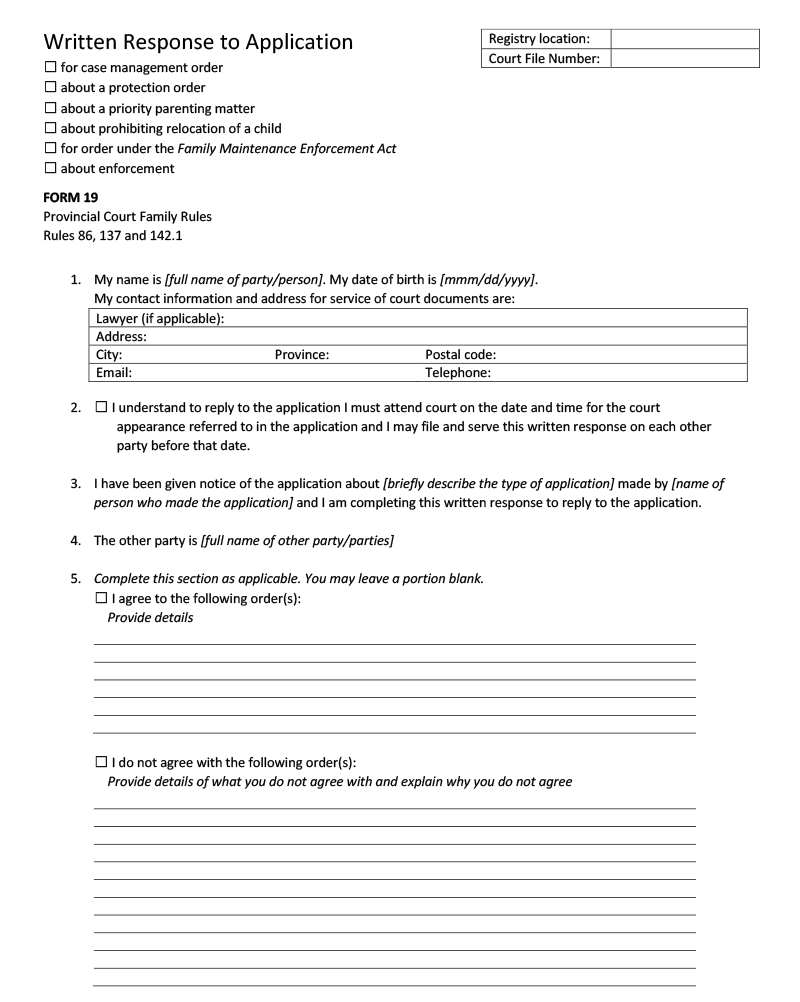 Written Response to Application
Registry location:
Court File Number:
☐ for case management order
☐ about a protection order
☐ about a priority parenting matter
☐ about prohibiting relocation of a child
☐ for order under the Family Maintenance Enforcement Act
☐ about enforcement
FORM 19
Provincial Court Family Rules
Rules 86, 137 and 142.1
1. My name is [full name of party/person]. My date of birth is [mmm/dd/yyyy].
My contact information and address for service of court documents are:
Lawyer (if applicable):
Address:
City: Province: Postal code:
Email: Telephone:
2. ☐ I understand to reply to the application I must attend court on the date and time for the court
appearance referred to in the application and I may file and serve this written response on each other
party before that date.
3. I have been given notice of the application about [briefly describe the type of application] made by [name of
person who made the application] and I am completing this written response to reply to the application.
4. The other party is [full name of other party/parties]
5. Complete this section as applicable. You may leave a portion blank.
☐ I agree to the following order(s):
Provide details
☐ I do not agree with the following order(s):
Provide details of what you do not agree with and explain why you do not agree